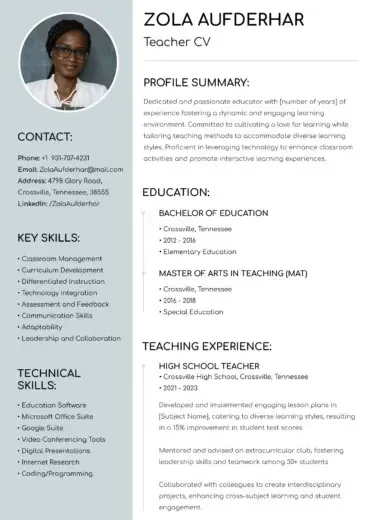 ZOLA AUFDERHAR
Teacher CV
CONTACT:
Phone: +1 931-707-4231
Email: ZolaAufderhar@mail.com
Address: 4798 Glory Road,
Crossville, Tennessee, 38555
LinkedIn: /ZolaAufderhar
KEY SKILLS:
• Classroom Management
• Curriculum Development
• Differentiated Instruction
• Technology Integration
• Assessment and Feedback
• Communication Skills
• Adaptability
• Leadership and Collaboration
TECHNICAL
SKILLS:
• Education Software
• Microsoft Office Suite
• Google Suite
• Video Conferencing Tools
• Digital Presentations
• Internet Research
• Coding/Programming
PROFILE SUMMARY:
Dedicated and passionate educator with [number of years] of
experience fostering a dynamic and engaging learning
environment. Committed to cultivating a love for learning while
tailoring teaching methods to accommodate diverse learning
styles. Proficient in leveraging technology to enhance classroom
activities and promote interactive learning experiences.
EDUCATION:
BACHELOR OF EDUCATION
• Crossville, Tennessee
• 2012 - 2016
• Elementary Education
MASTER OF ARTS IN TEACHING (MAT)
• Crossville, Tennessee
• 2016 - 2018
• Special Education
TEACHING EXPERIENCE:
HIGH SCHOOL TEACHER
• Crossville High School, Crossville, Tennessee
• 2021 - 2023
Developed and implemented engaging lesson plans in
[Subject Name], catering to diverse learning styles, resulting
in a 15% improvement in student test scores.
Mentored and advised an extracurricular club, fostering
leadership skills and teamwork among 30+ students
Collaborated with colleagues to create interdisciplinary
projects, enhancing cross-subject learning and student
engagement.